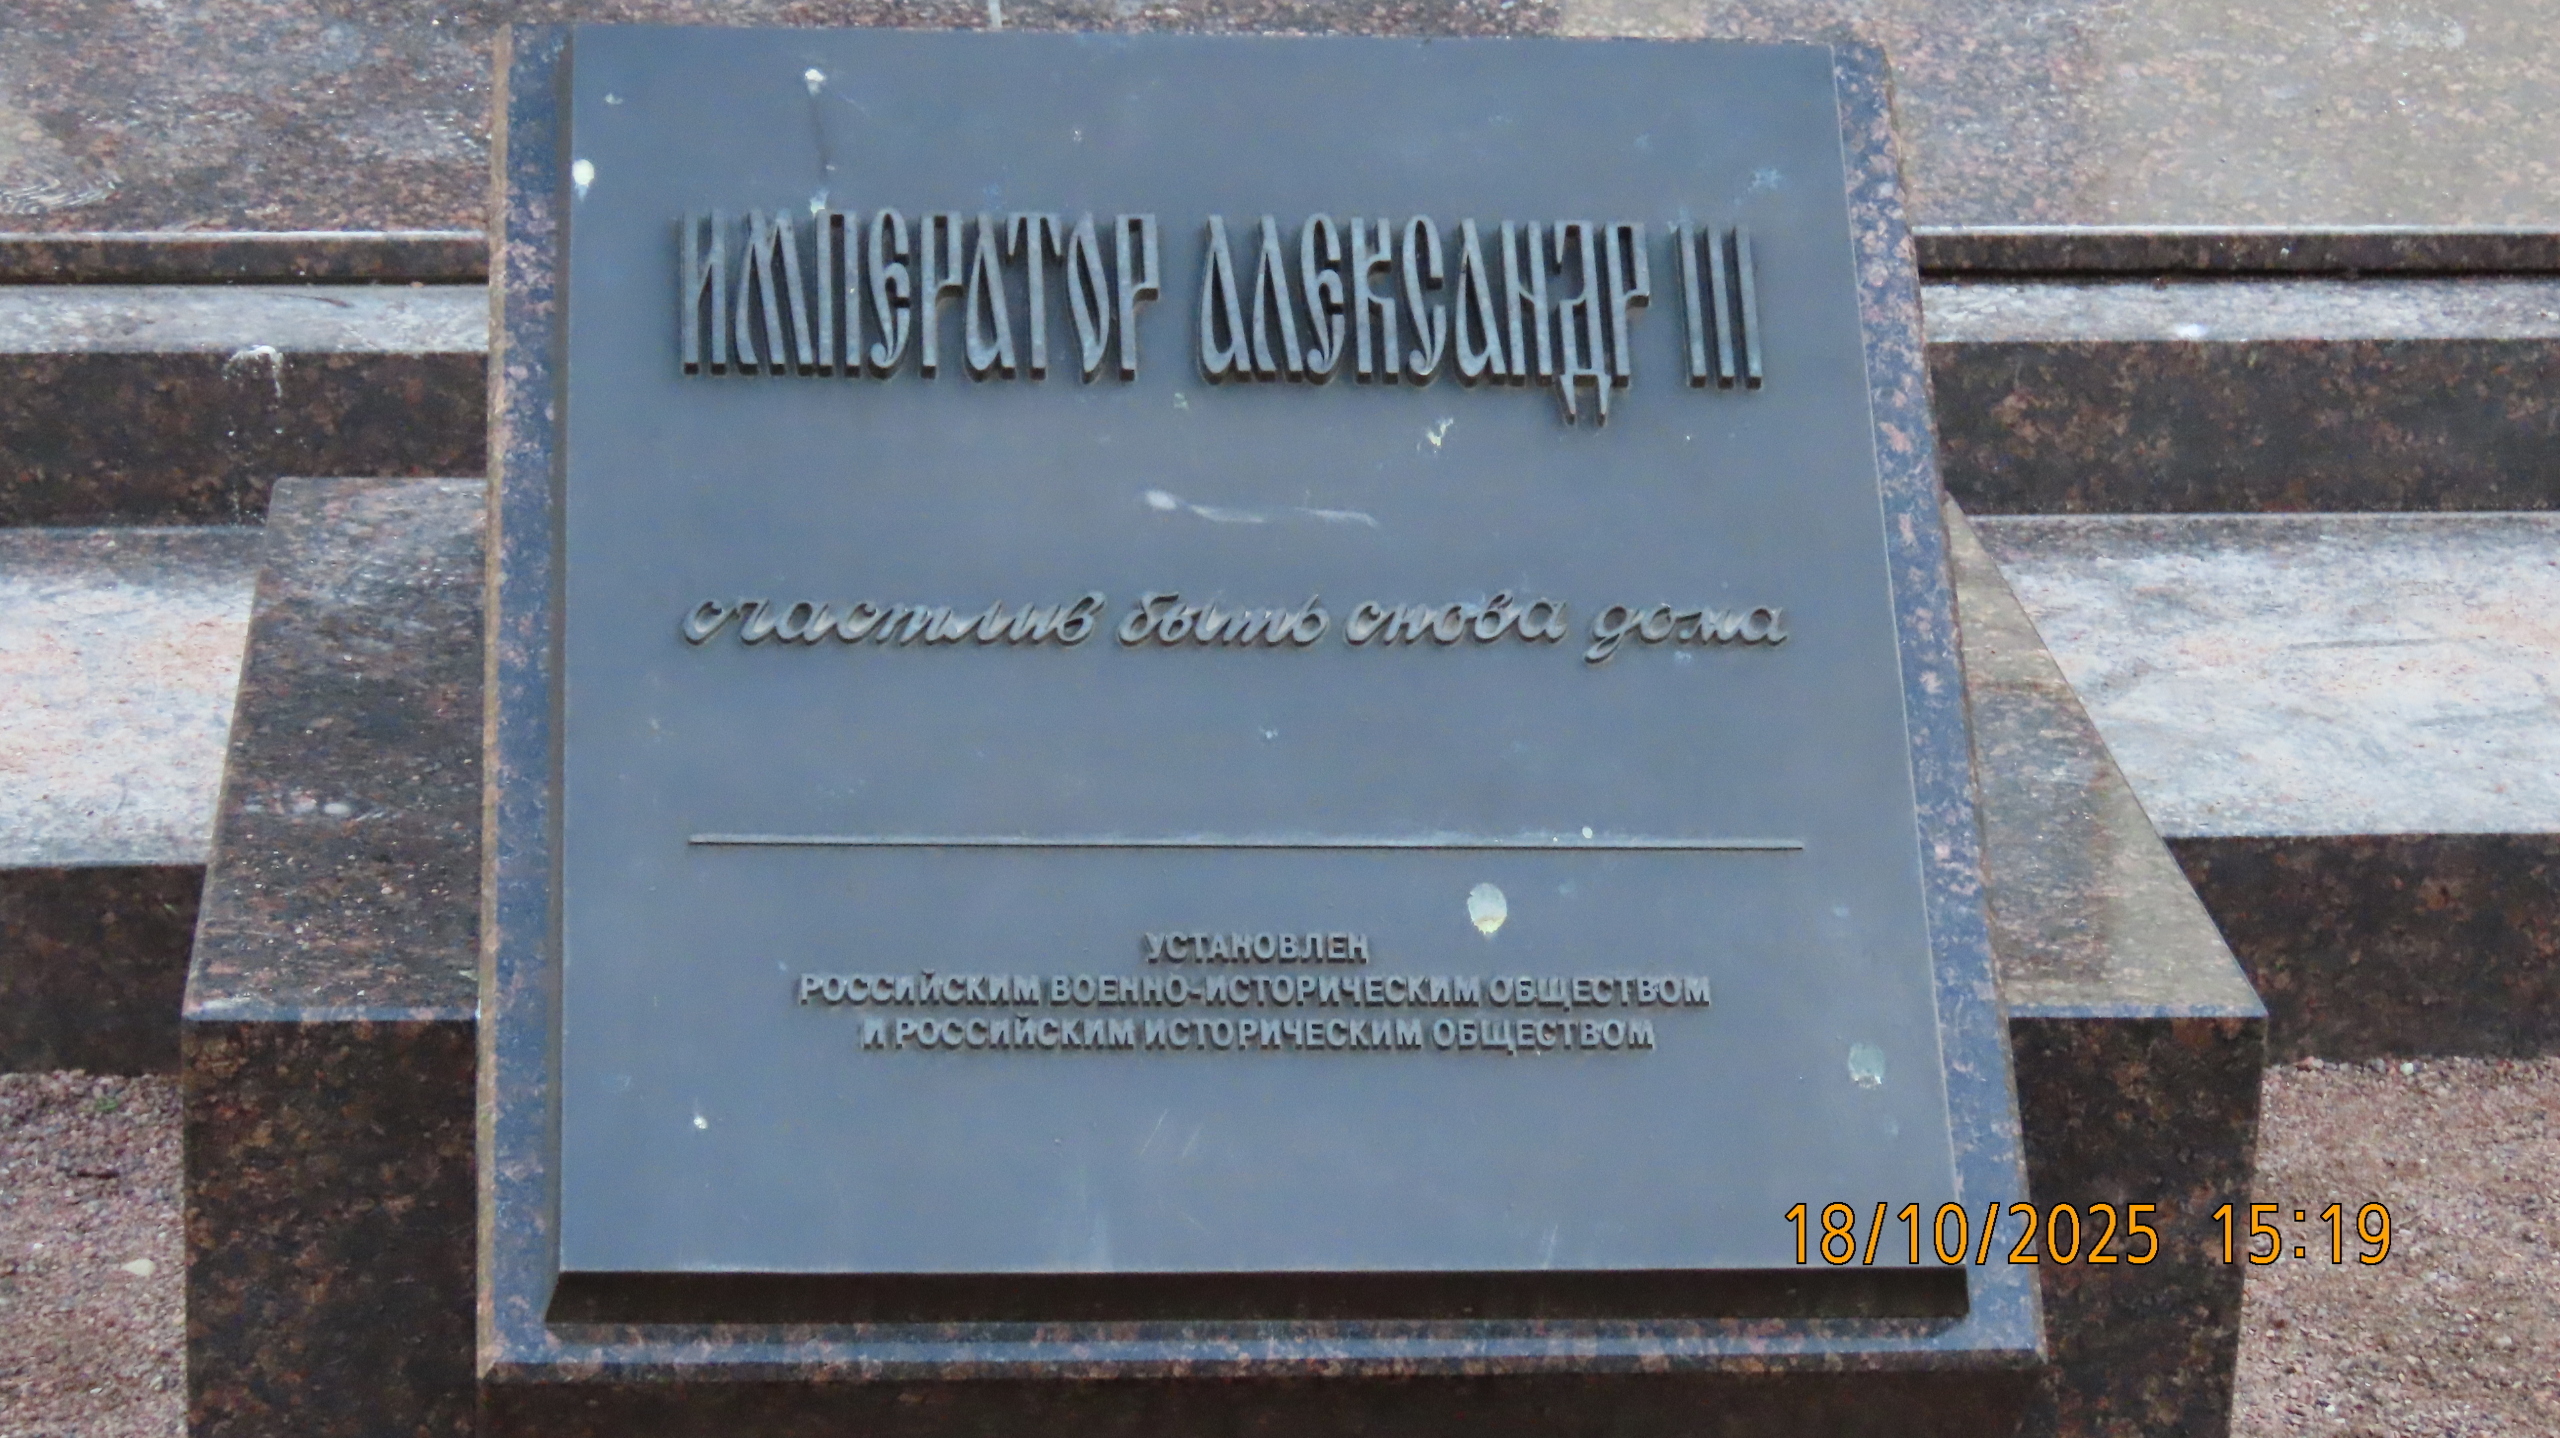 ИМПЕРАТОР АЛЕКСАНДР III
счастлив быть снова дома
УСТАНОВЛЕН
РОССИЙСКИМ ВОЕННО-ИСТОРИЧЕСКИМ ОБЩЕСТВОМ
И РОССИЙСКИМ ИСТОРИЧЕСКИМ ОБЩЕСТВОМ
18/10/2025 15:19